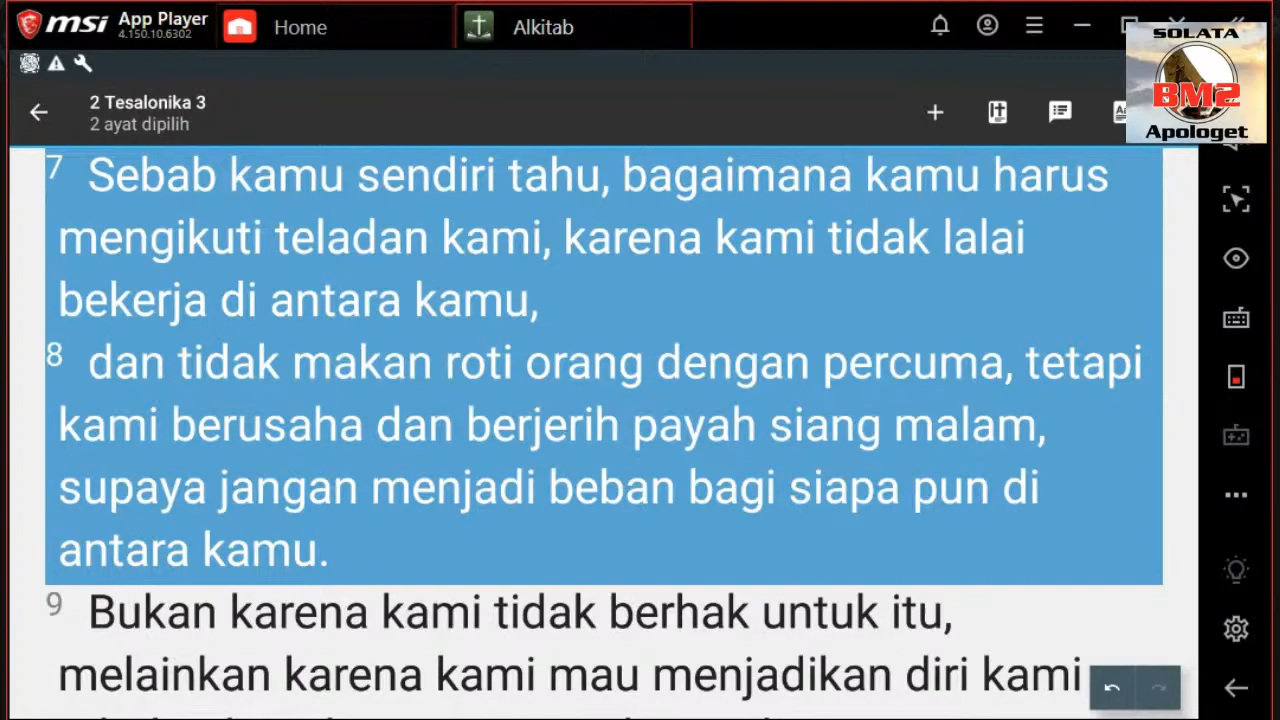 msi App Player
4.150.10.6302
Home
Alkitab
SOLATA
BM2
Apologet
2 Tesalonika 3
2 ayat dipilih
7 Sebab kamu sendiri tahu, bagaimana kamu harus
mengikuti teladan kami, karena kami tidak lalai
bekerja di antara kamu,
8 dan tidak makan roti orang dengan percuma, tetapi
kami berusaha dan berjerih payah siang malam,
supaya jangan menjadi beban bagi siapa pun di
antara kamu.
9 Bukan karena kami tidak berhak untuk itu,
melainkan karena kami mau menjadikan diri kami